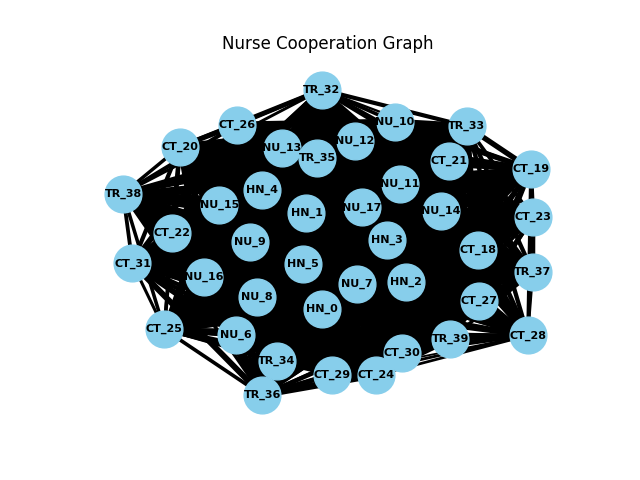 Nurse Cooperation Graph
TR_32
CT_26
NU_10
TR_33
CT_20
NU_13
NU_12
TR_35
CT_21
CT_19
TR_38
HN_4
NU_11
NU_15
HN_1
NU_17
NU_14
CT_23
CT_22
NU_9
HN_3
CT_18
CT_31
HN_5
TR_37
NU_16
NU_7
HN_2
NU_8
CT_27
HN_0
CT_25
NU_6
TR_39
CT_28
CT_30
TR_34
CT_29
CT_24
TR_36